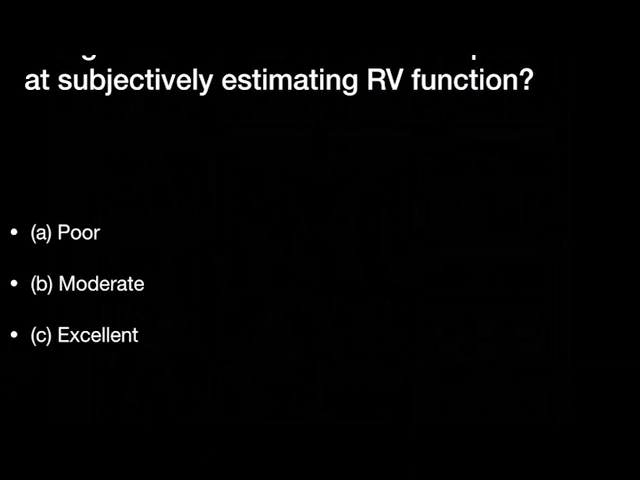 at subjectively estimating RV function?
• (a) Poor
• (b) Moderate
• (c) Excellent